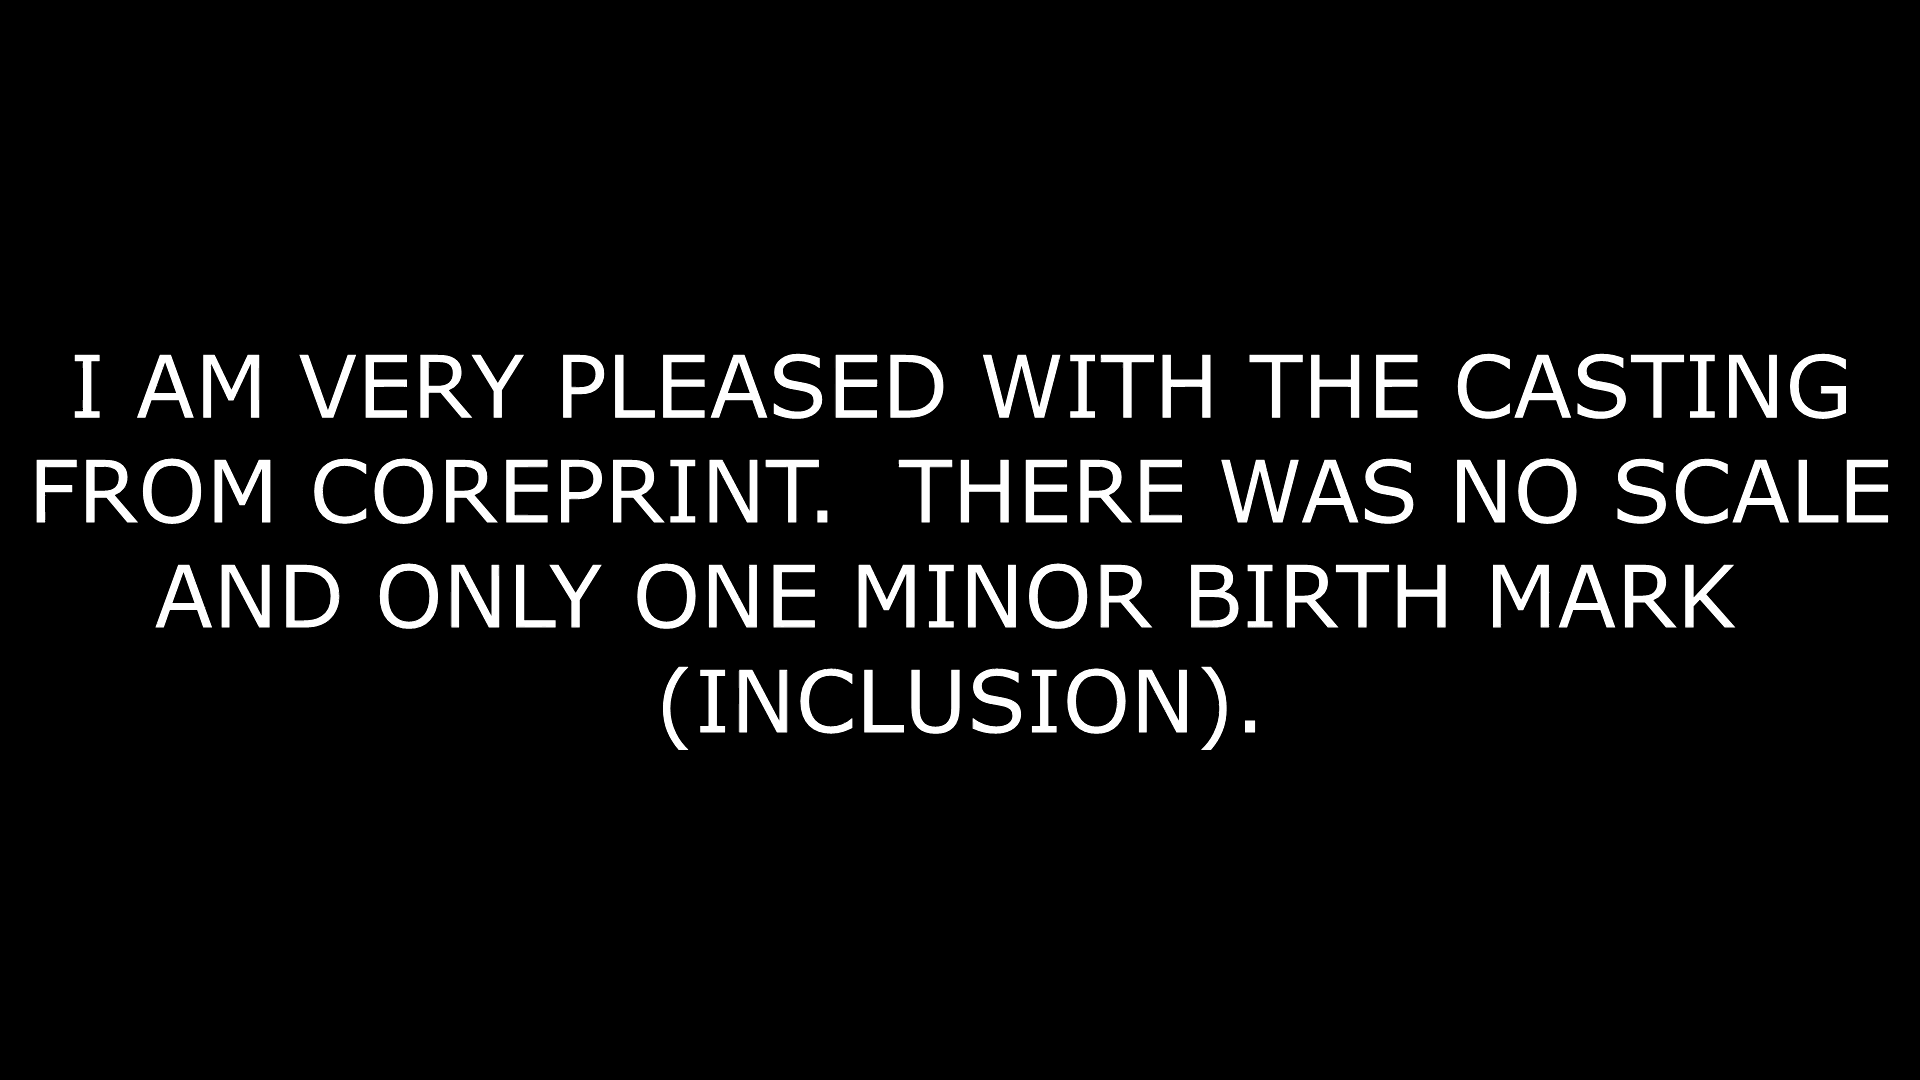 I AM VERY PLEASED WITH THE CASTING
FROM COREPRINT.  THERE WAS NO SCALE
AND ONLY ONE MINOR BIRTH MARK
(INCLUSION).